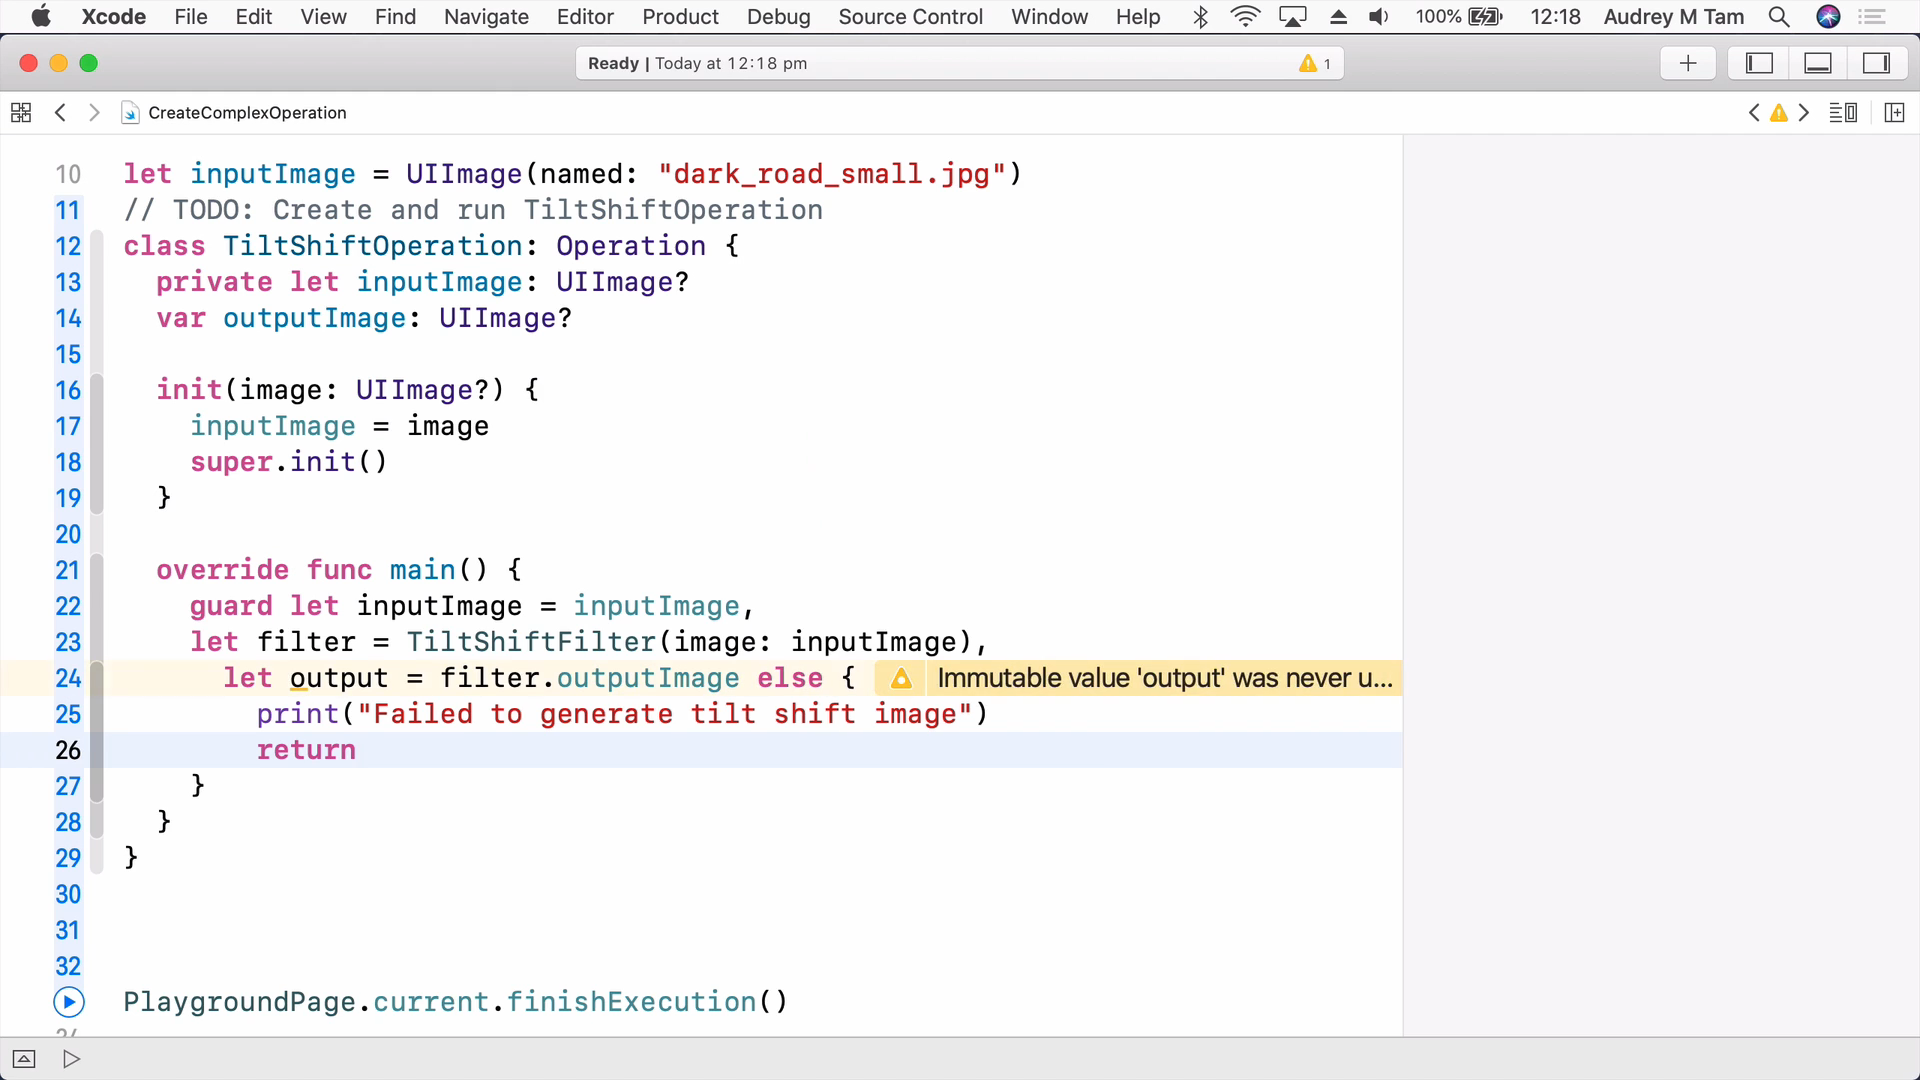 Xcode File Edit View Find Navigate Editor Product Debug Source Control Window Help 100% 12:18 Audrey M Tam
Ready | Today at 12:18 pm 1
CreateComplexOperation
10 let inputImage = UIImage(named: "dark_road_small.jpg")
11 // TODO: Create and run TiltShiftOperation
12 class TiltShiftOperation: Operation {
13 private let inputImage: UIImage?
14 var outputImage: UIImage?
15
16 init(image: UIImage?) {
17 inputImage = image
18 super.init()
19 }
20
21 override func main() {
22 guard let inputImage = inputImage,
23 let filter = TiltShiftFilter(image: inputImage),
24 let output = filter.outputImage else { Immutable value 'output' was never u...
25 print("Failed to generate tilt shift image")
26 return
27 }
28 }
29 }
30
31
32
PlaygroundPage.current.finishExecution()